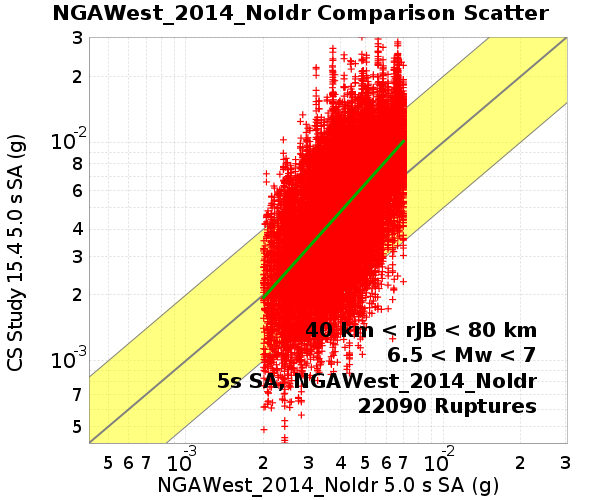 NGAWest_2014_NoIdr Comparison Scatter
CS Study 15.4 5.0 s SA (g)
3
2
10-2
8
6
4
3
2
10-3
7
5
40 km < rJB < 80 km
6.5 < Mw < 7
5s SA, NGAWest_2014_NoIdr
22090 Ruptures
5 6 7 10-3 2 3 4 5 6 7 10-2 2 3
NGAWest_2014_NoIdr 5.0 s SA (g)